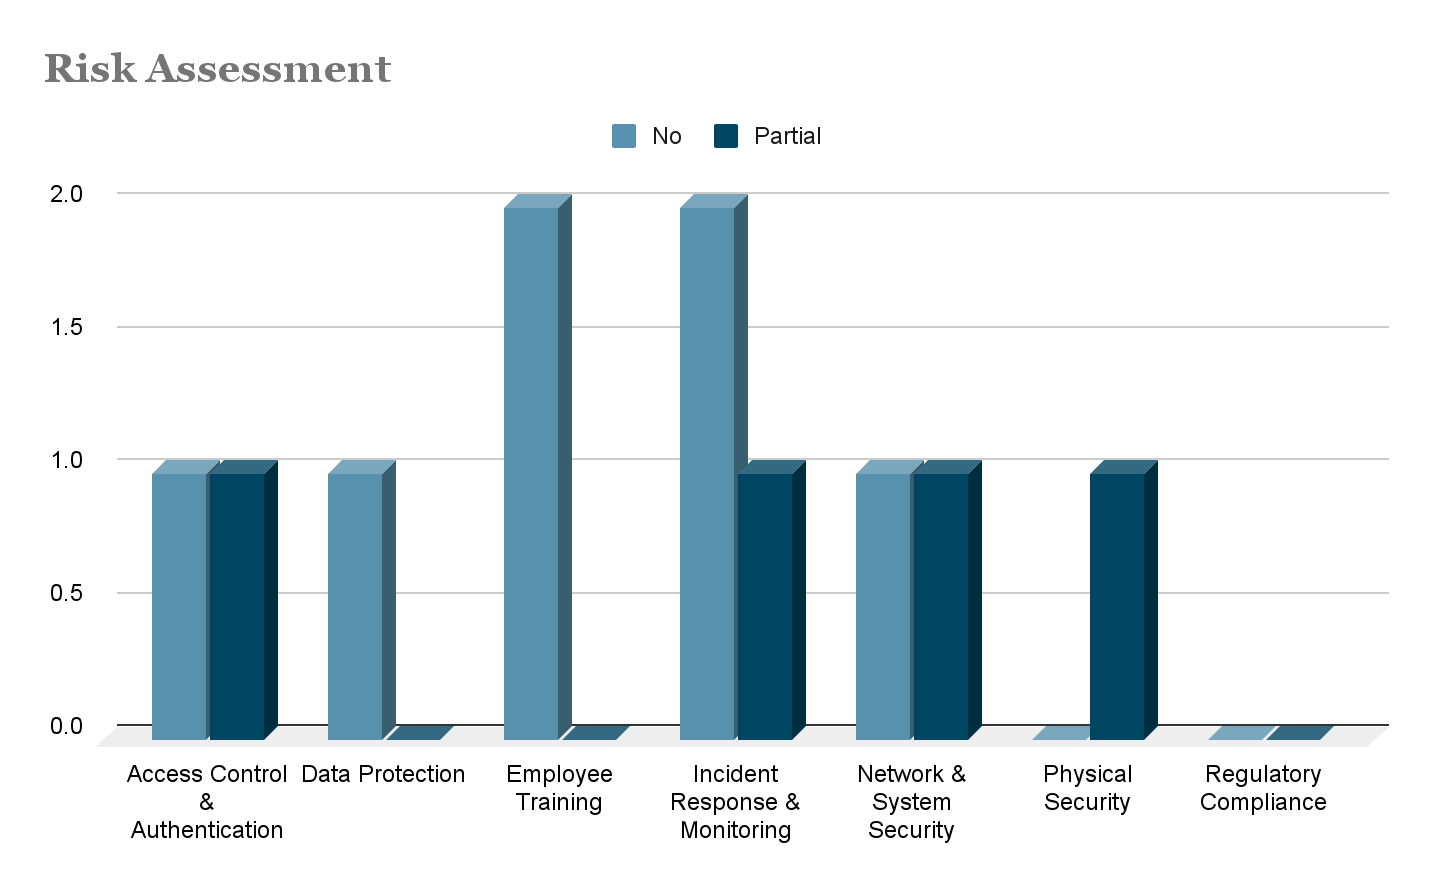 Risk Assessment
No Partial
2.0
1.5
1.0
0.5
0.0
Access Control
&
Authentication
Data Protection
Employee
Training
Incident
Response &
Monitoring
Network &
System
Security
Physical
Security
Regulatory
Compliance